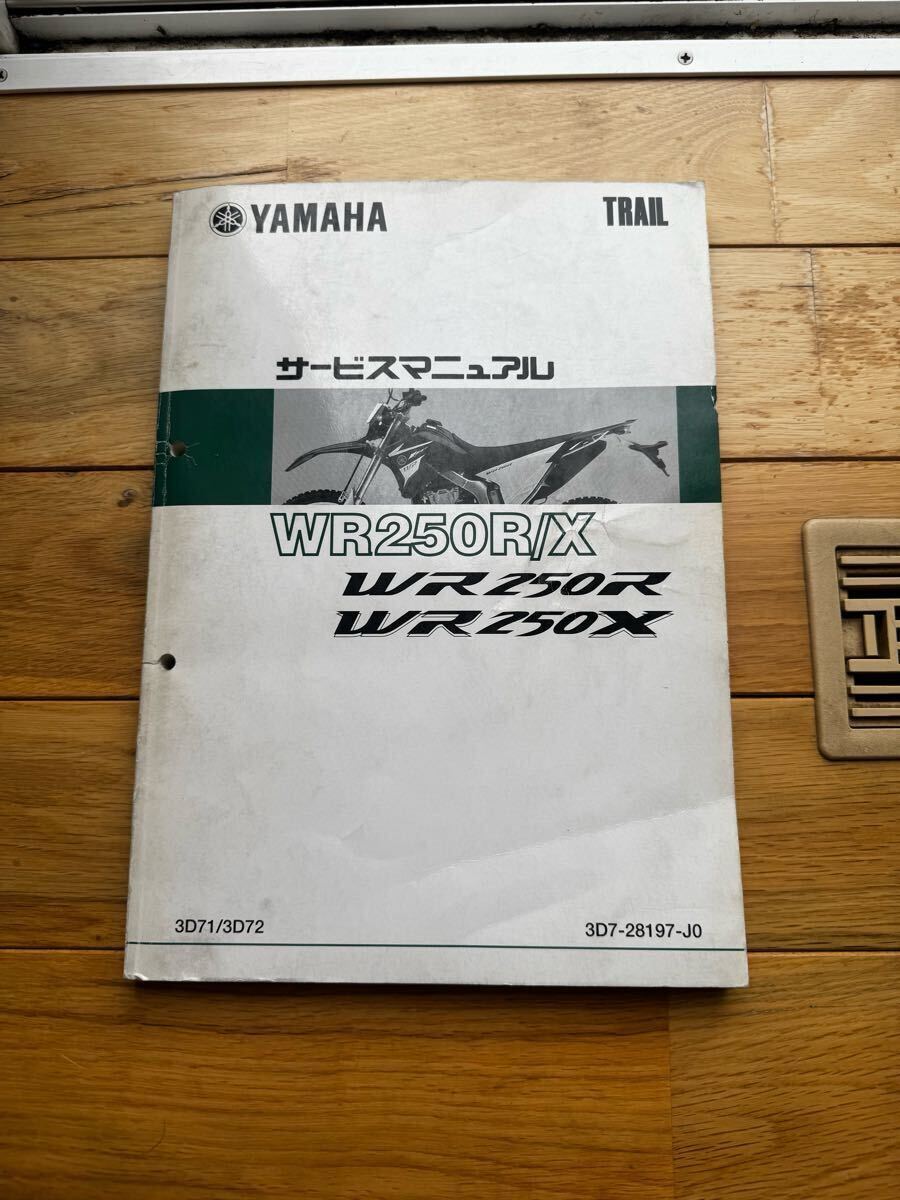 YAMAHA
TRAIL
サービスマニュアル
WR250R/X
WR250R
WR250X
3D71/3D72
3D7-28197-J0